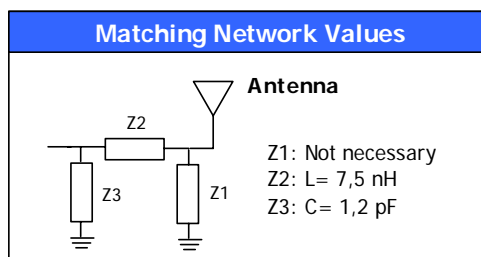 Matching Network Values
Antenna
Z2
Z3
Z1
Z1: Not necessary
Z2: L= 7,5 nH
Z3: C= 1,2 pF